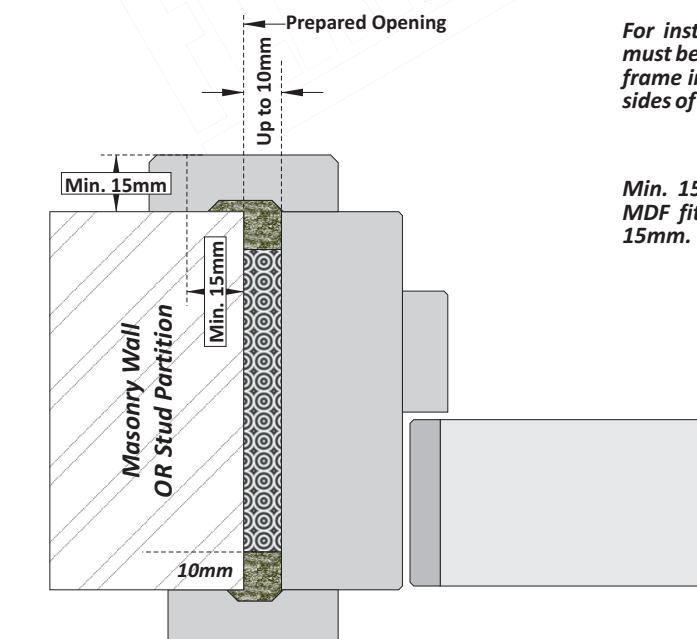 Prepared Opening
Up to 10mm
Min. 15mm
Min. 15mm
Masonry Wall
OR Stud Partition
10mm
For inst
must be
frame i
sides of
Min. 15
MDF fit
15mm.